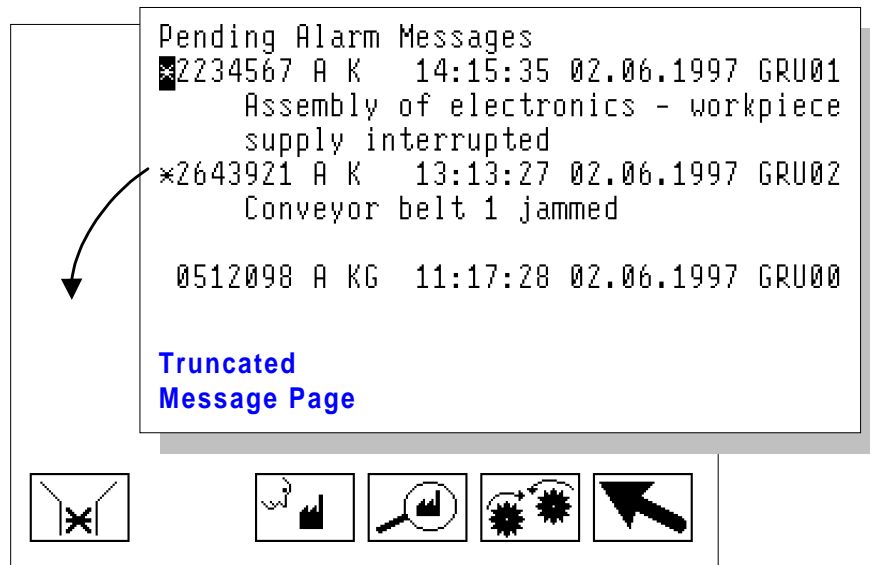 Pending Alarm Messages
*2234567 A K 14:15:35 02.06.1997 GRU01
Assembly of electronics - workpiece
supply interrupted
*2643921 A K 13:13:27 02.06.1997 GRU02
Conveyor belt 1 jammed
0512098 A KG 11:17:28 02.06.1997 GRU00
Truncated
Message Page